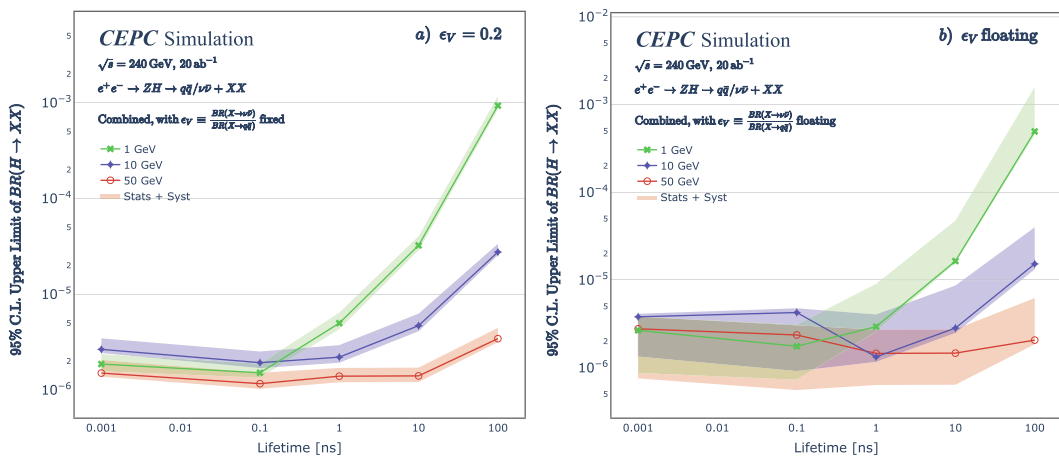 CEPC Simulation
a) ϵ_V = 0.2
√s = 240 GeV, 20 ab⁻¹
e⁺e⁻ → ZH → qq̄/νν̄ + XX
Combined, with ϵ_V ≡ BR(X→νν̄)/BR(X→qq̄) fixed
1 GeV
10 GeV
50 GeV
Stats + Syst
95% C.L. Upper Limit of BR(H → XX)
5
2
10⁻³
5
2
10⁻⁴
5
2
10⁻⁵
5
2
10⁻⁶
0.001 0.01 0.1 1 10 100
Lifetime [ns]
CEPC Simulation
b) ϵ_V floating
√s = 240 GeV, 20 ab⁻¹
e⁺e⁻ → ZH → qq̄/νν̄ + XX
Combined, with ϵ_V ≡ BR(X→νν̄)/BR(X→qq̄) floating
1 GeV
10 GeV
50 GeV
Stats + Syst
95% C.L. Upper Limit of BR(H → XX)
10⁻²
5
2
10⁻³
5
2
10⁻⁴
5
2
10⁻⁵
5
2
10⁻⁶
5
0.001 0.01 0.1 1 10 100
Lifetime [ns]